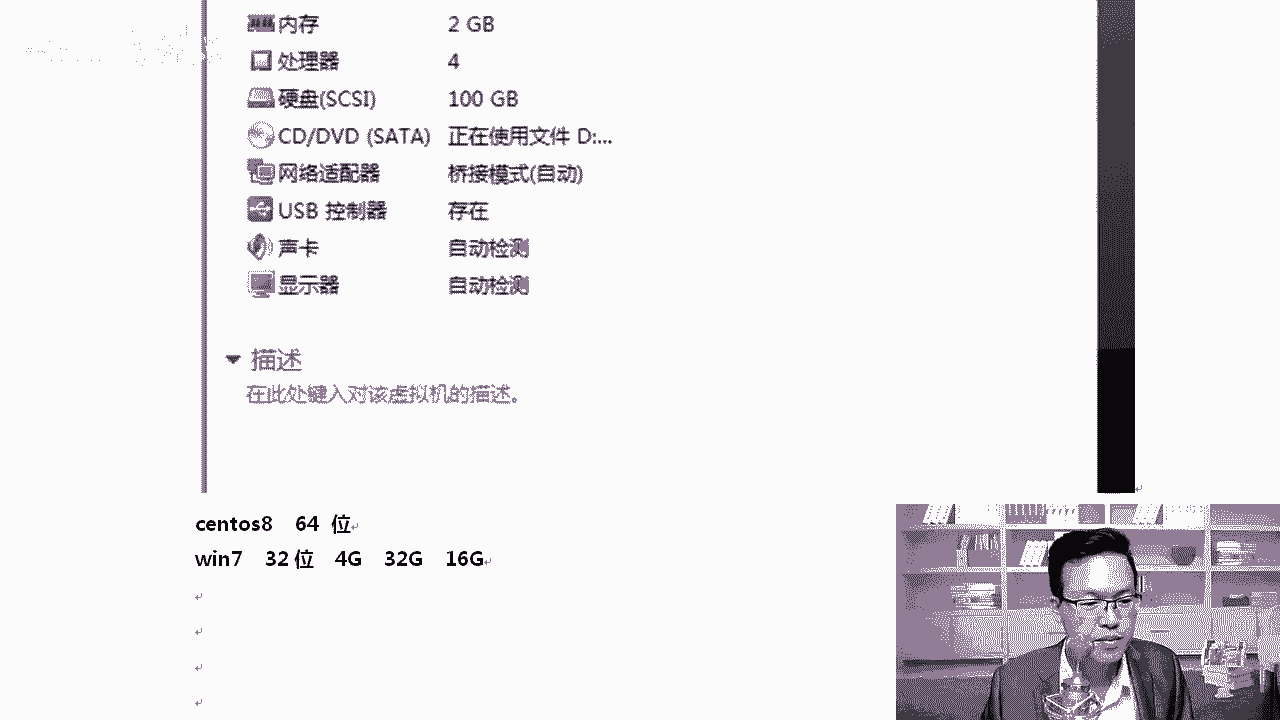 内存 2 GB
处理器 4
硬盘(SCSI) 100 GB
CD/DVD (SATA) 正在使用文件 D:...
网络适配器 桥接模式(自动)
USB 控制器 存在
声卡 自动检测
显示器 自动检测
描述
在此处键入对该虚拟机的描述。
centos8 64 位
win7 32位 4G 32G 16G